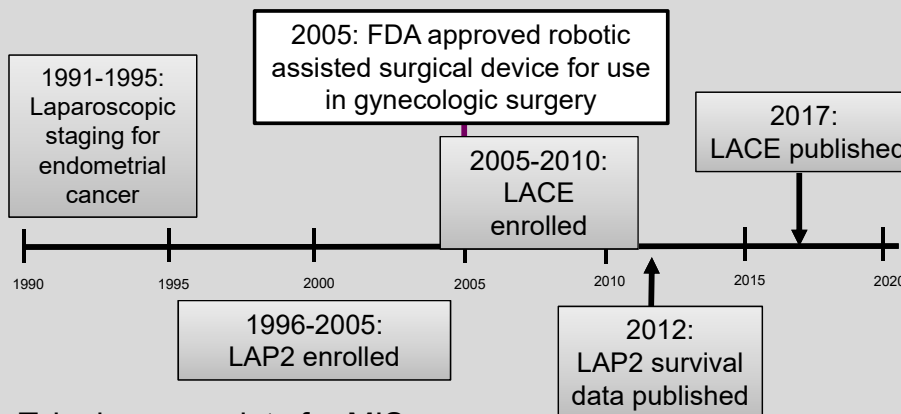 2005: FDA approved robotic
assisted surgical device for use
in gynecologic surgery
1991-1995:
Laparoscopic
staging for
endometrial
cancer
2017:
LACE published
2005-2010:
LACE
enrolled
1990
1995
2000
2005
2010
2015
2020
1996-2005:
LAP2 enrolled
2012:
LAP2 survival
data published